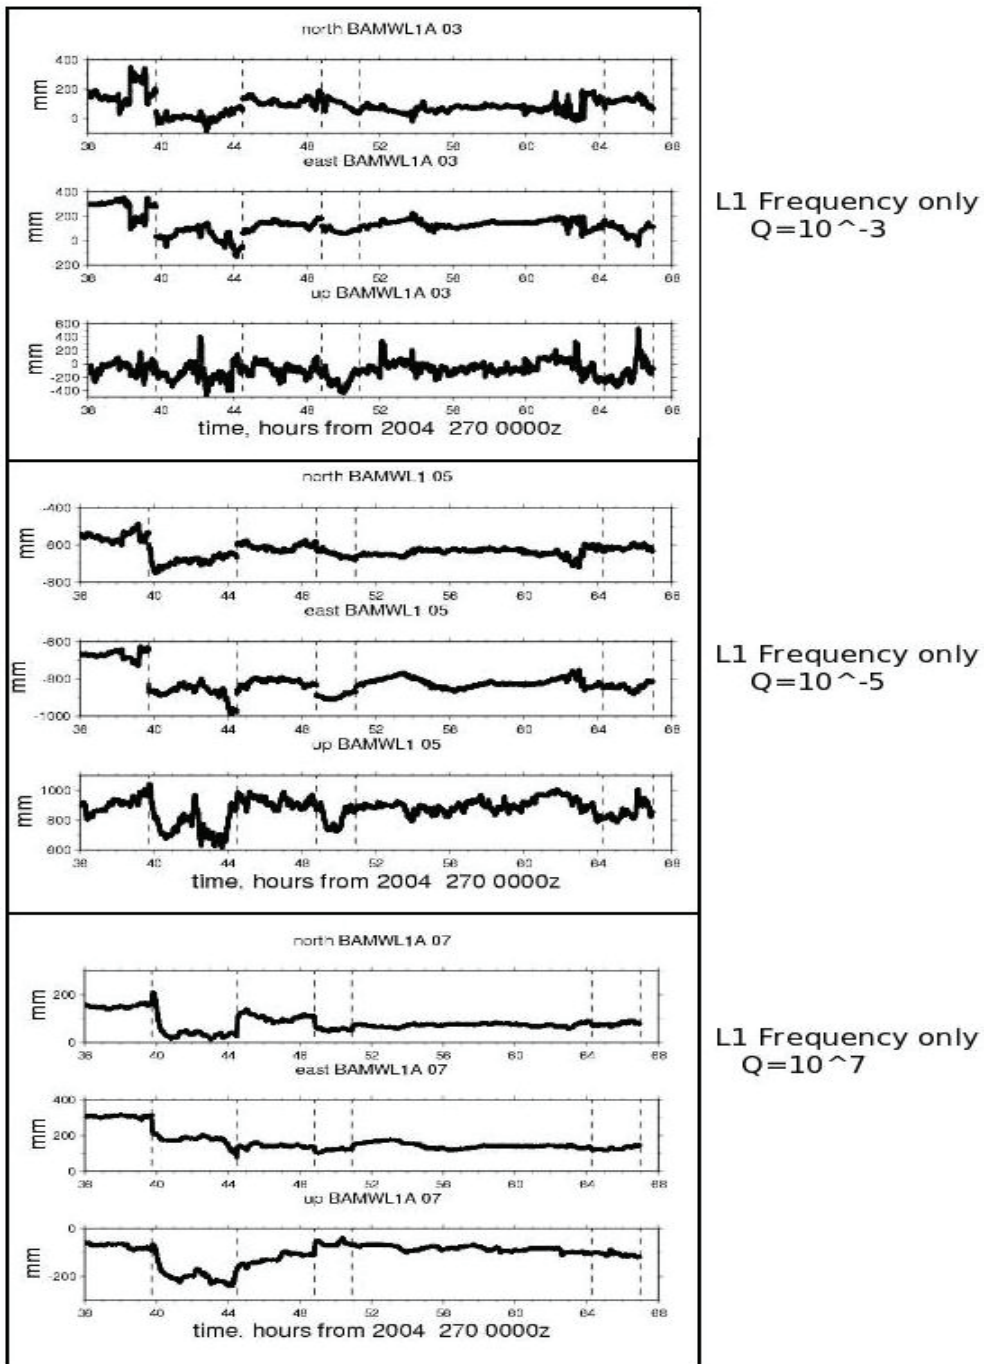 north BAMWL1A 03
400
200
0
mm
36 40 44 48 52 56 60 64 68
east BAMWL1A 03
400
200
0
200
mm
36 40 44 48 52 56 60 64 68
up BAMWL1A 03
600
400
200
0
-200
-400
mm
36 40 44 48 52 56 60 64 68
time, hours from 2004 270 0000z
L1 Frequency only
Q=10^-3
north BAMWL1 05
-400
-600
-800
mm
36 40 44 48 52 56 60 64 68
east BAMWL1 05
-800
-1000
mm
36 40 44 48 52 56 60 64 68
up BAMWL1 05
1000
800
600
mm
36 40 44 48 52 56 60 64 68
time, hours from 2004 270 0000z
L1 Frequency only
Q=10^-5
north BAMWL1A 07
200
0
mm
36 40 44 48 52 56 60 64 68
east BAMWL1A 07
400
200
0
mm
36 40 44 48 52 56 60 64 68
up BAMWL1A 07
0
-200
mm
36 40 44 48 52 56 60 64 68
time, hours from 2004 270 0000z
L1 Frequency only
Q=10^7